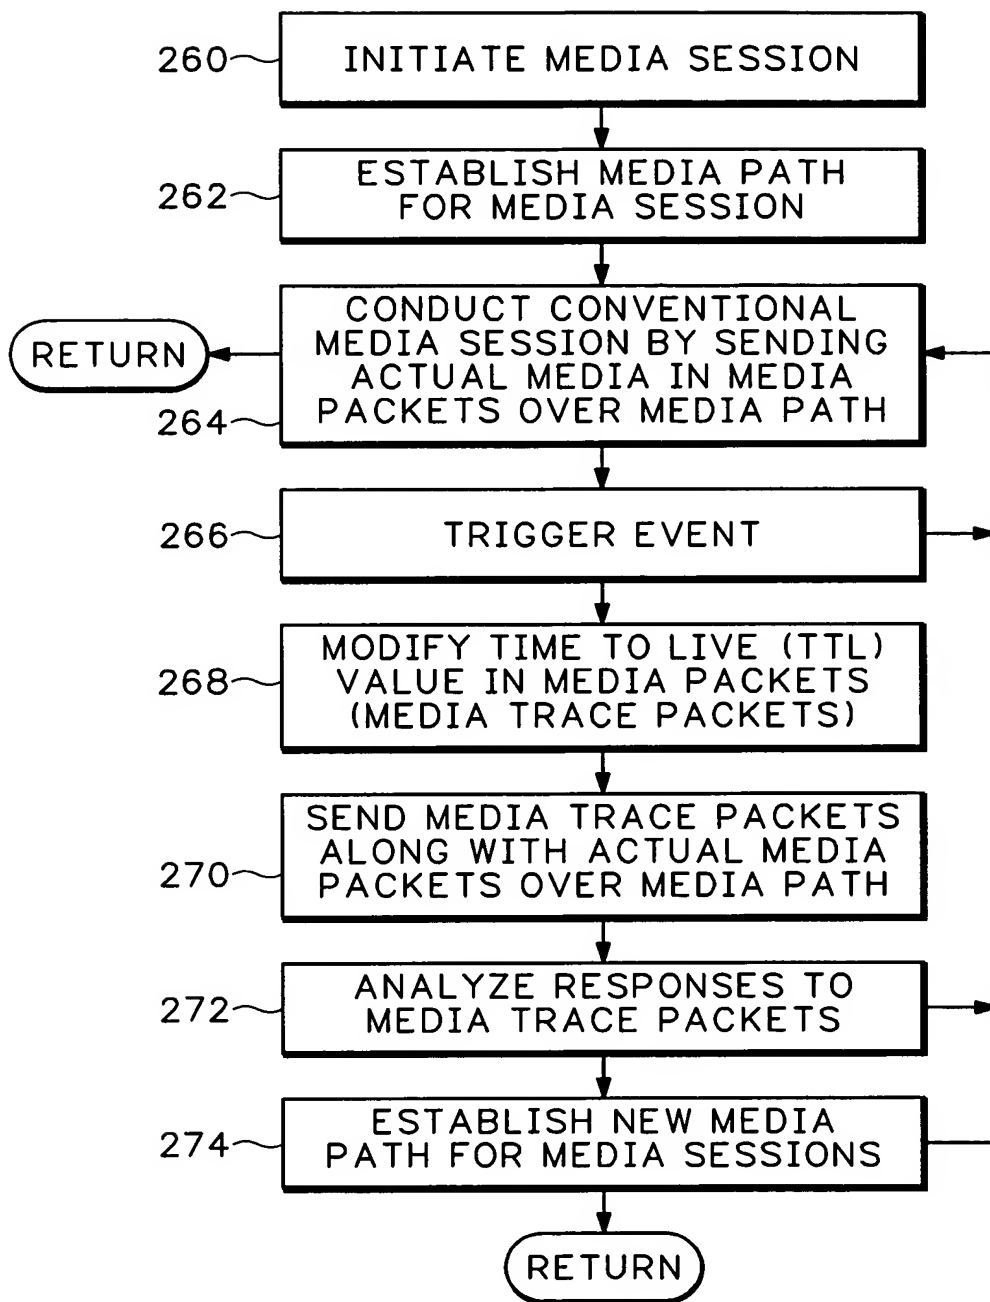 260
INITIATE MEDIA SESSION
262
ESTABLISH MEDIA PATH
FOR MEDIA SESSION
RETURN
264
CONDUCT CONVENTIONAL
MEDIA SESSION BY SENDING
ACTUAL MEDIA IN MEDIA
PACKETS OVER MEDIA PATH
266
TRIGGER EVENT
268
MODIFY TIME TO LIVE (TTL)
VALUE IN MEDIA PACKETS
(MEDIA TRACE PACKETS)
270
SEND MEDIA TRACE PACKETS
ALONG WITH ACTUAL MEDIA
PACKETS OVER MEDIA PATH
272
ANALYZE RESPONSES TO
MEDIA TRACE PACKETS
274
ESTABLISH NEW MEDIA
PATH FOR MEDIA SESSIONS
RETURN